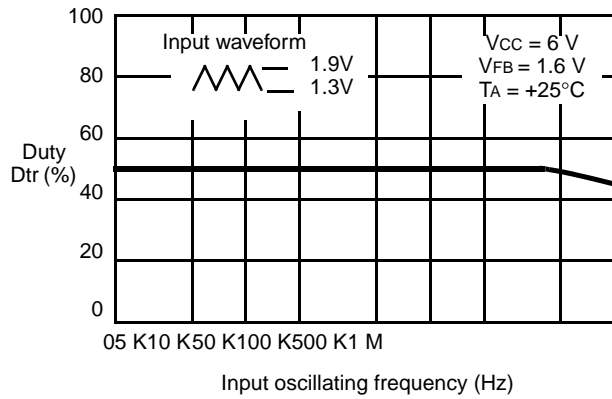 100
80
60
40
20
0
Duty
Dtr (%)
Input waveform
1.9V
1.3V
VCC = 6 V
VFB = 1.6 V
TA = +25°C
05 K10 K50 K100 K500 K1 M
Input oscillating frequency (Hz)